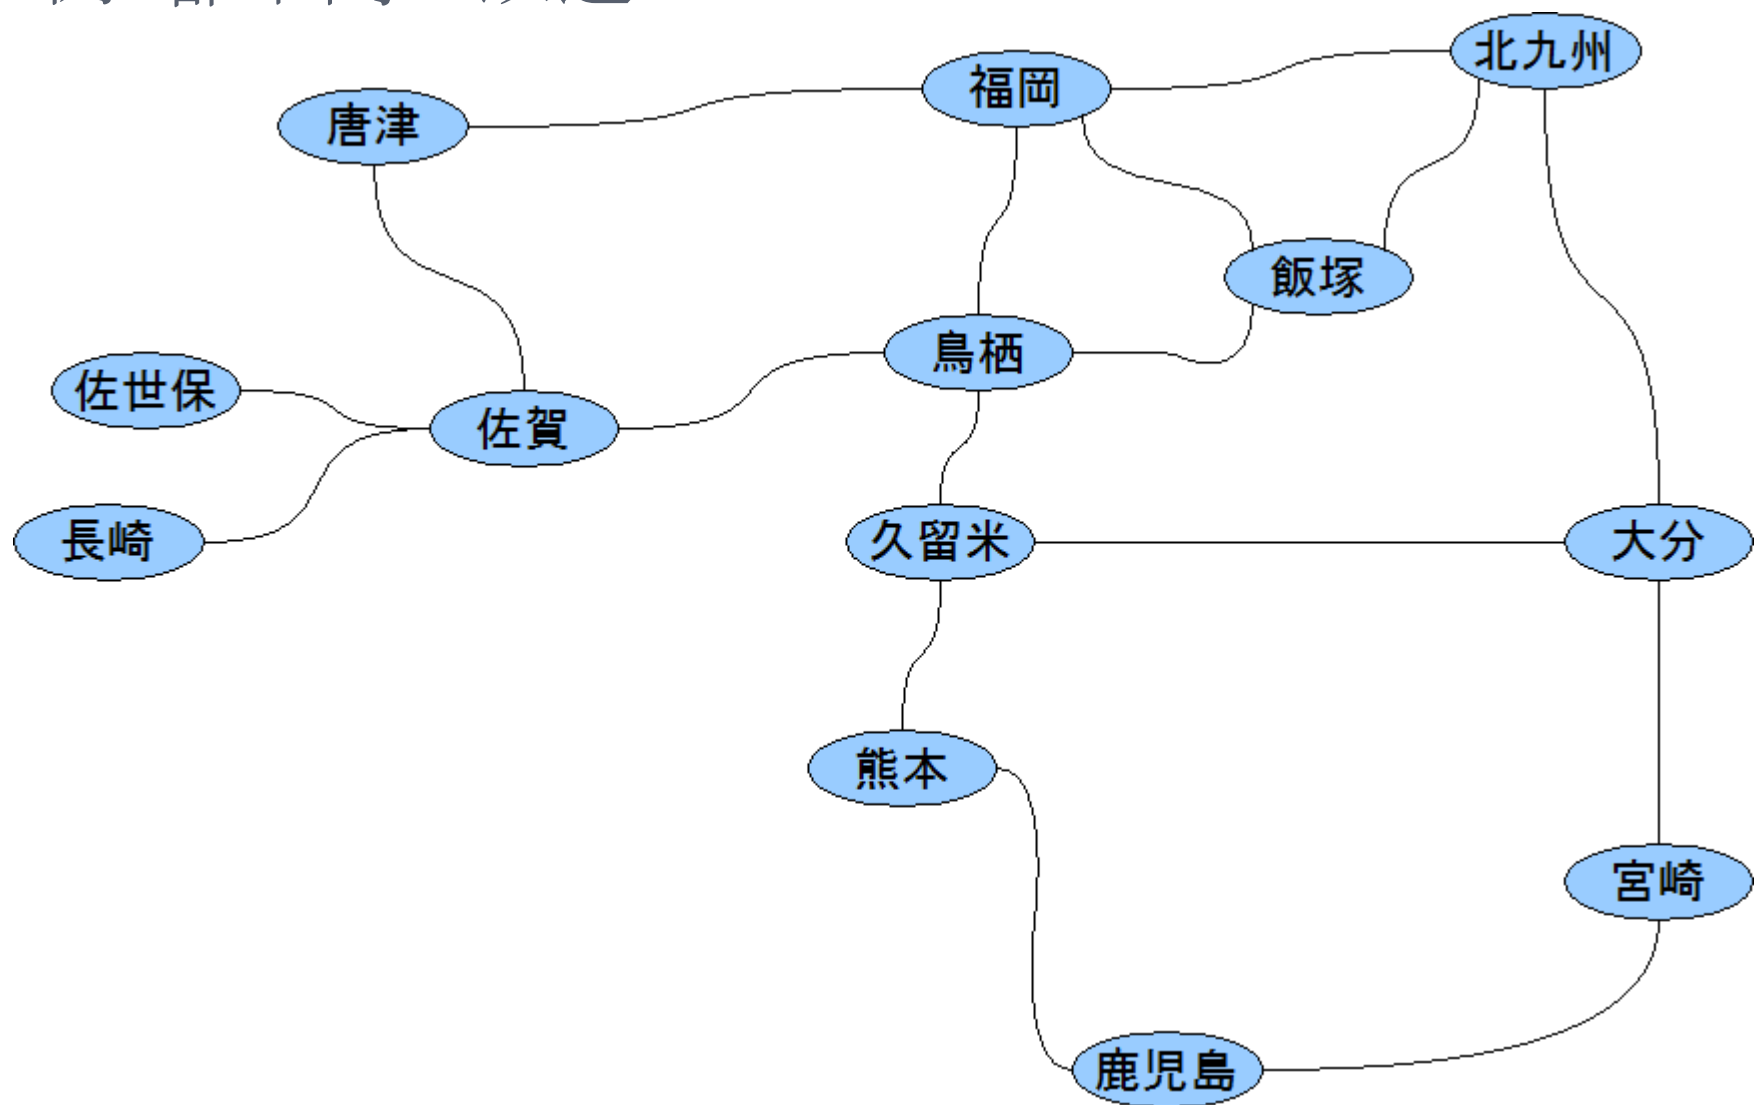 北九州
福岡
唐津
飯塚
鳥栖
佐世保
佐賀
長崎
久留米
大分
熊本
宮崎
鹿児島